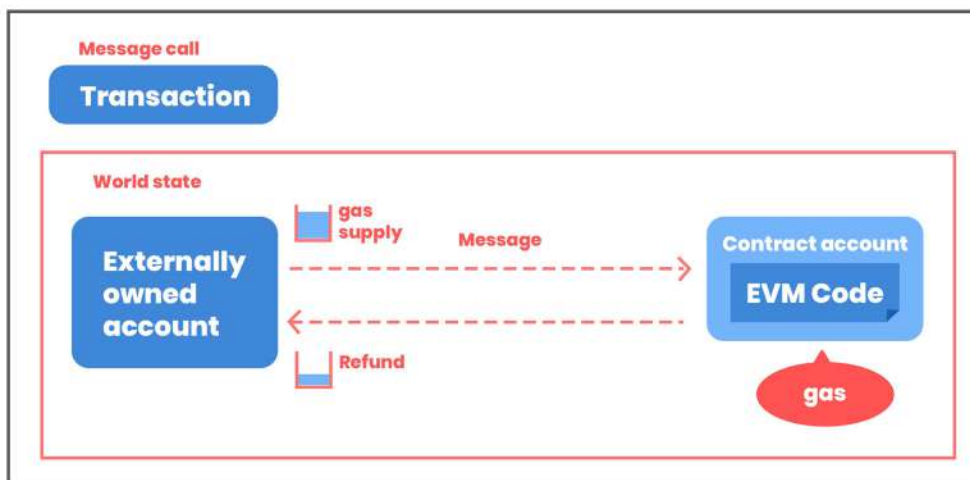 Message call
Transaction
World state
gas
supply
Message
Externally
owned
account
Contract account
EVM Code
Refund
gas